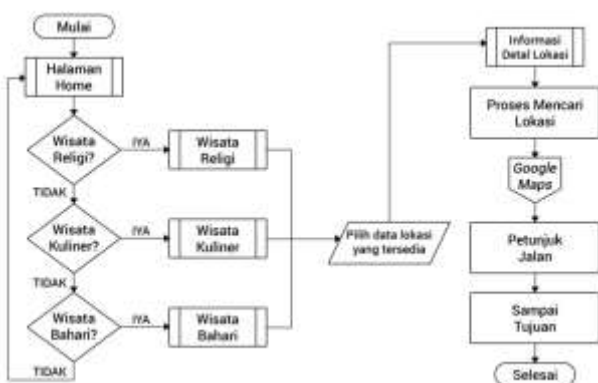 Mulai
Halaman
Home
Wisata
Religi?
IYA
Wisata
Religi
TIDAK
Wisata
Kuliner?
IYA
Wisata
Kuliner
TIDAK
Wisata
Bahari?
IYA
Wisata
Bahari
TIDAK
Pilih data lokasi
yang tersedia
Informasi
Detal Lokasi
Proses Mencari
Lokasi
Google
Maps
Petunjuk
Jalan
Sampai
Tujuan
Selesai